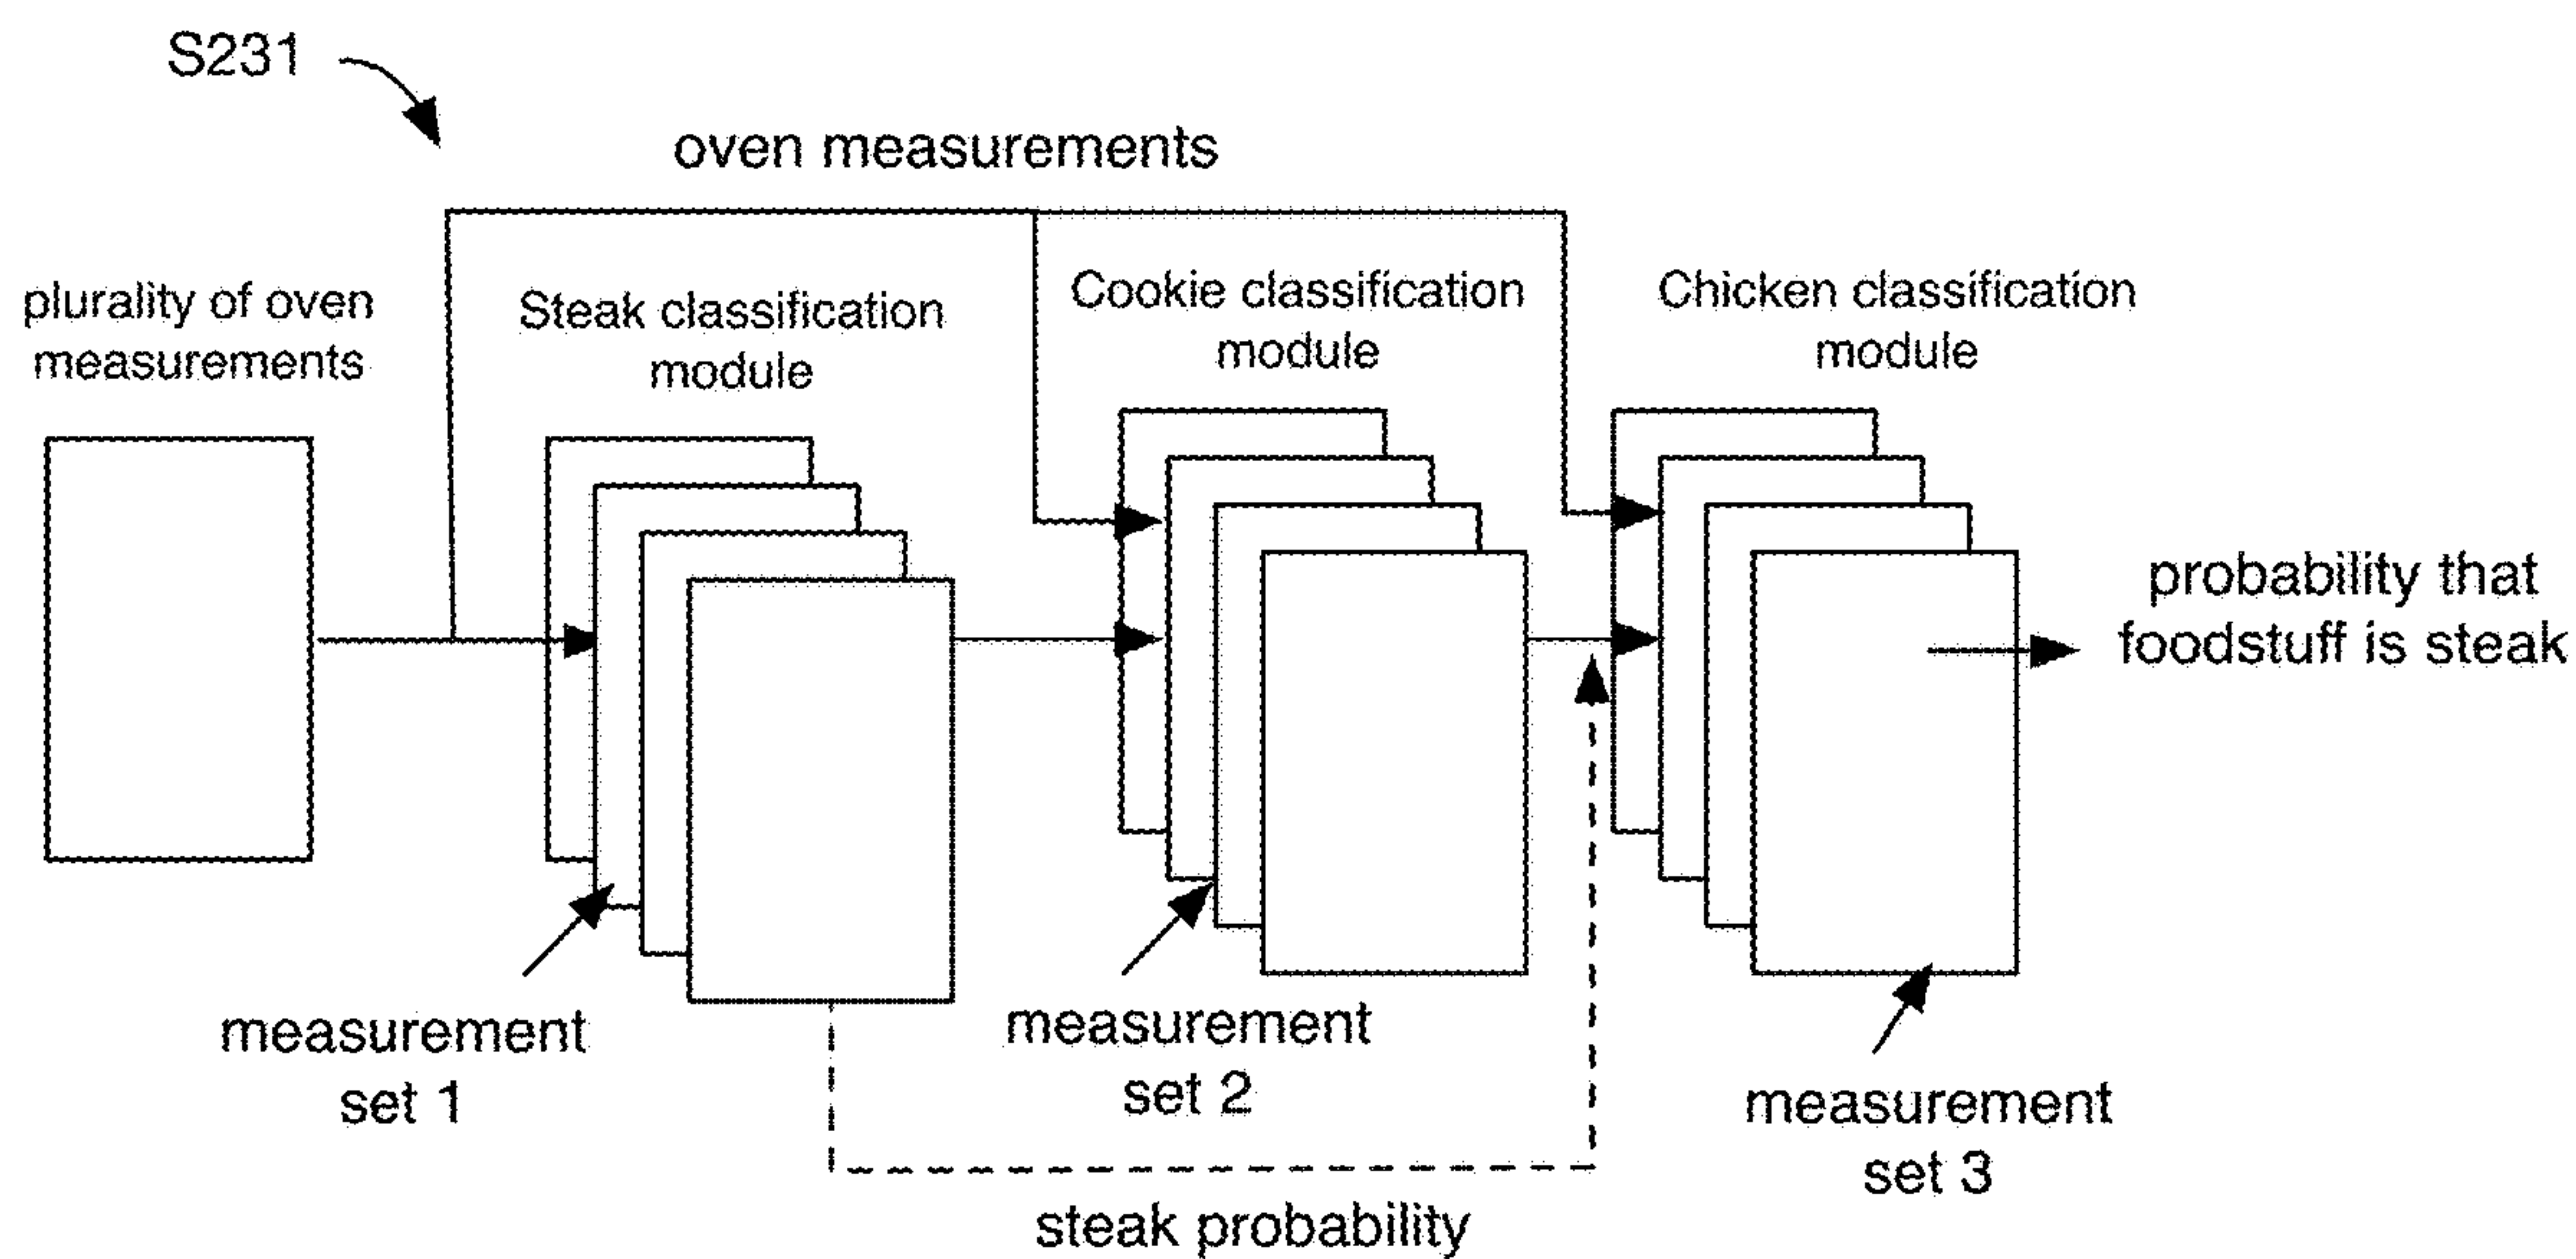 S231
oven measurements
plurality of oven
measurements
Steak classification
module
Cookie classification
module
Chicken classification
module
probability that
foodstuff is steak
measurement
set 1
measurement
set 2
measurement
set 3
steak probability